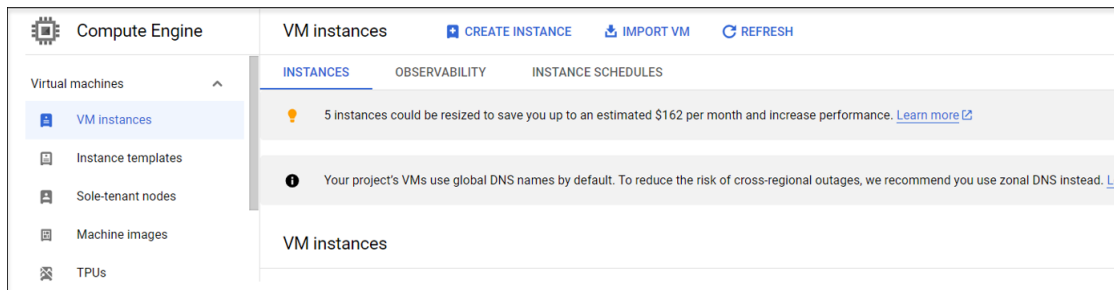 Compute Engine
VM instances
CREATE INSTANCE
IMPORT VM
REFRESH
Virtual machines
VM instances
Instance templates
Sole-tenant nodes
Machine images
TPUs
INSTANCES
OBSERVABILITY
INSTANCE SCHEDULES
5 instances could be resized to save you up to an estimated $162 per month and increase performance. Learn more
Your project's VMs use global DNS names by default. To reduce the risk of cross-regional outages, we recommend you use zonal DNS instead.
VM instances